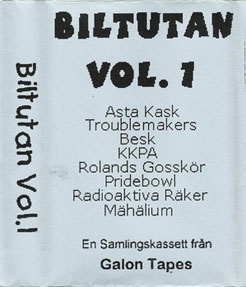 Biltutan Vol.1
BILTUTAN
VOL. 1
Asta Kask
Troublemakers
Besk
KKPA
Rolands Gosskör
Pridebowl
Radioaktiva Räker
Mähälium
En Samlingskassett från
Galon Tapes